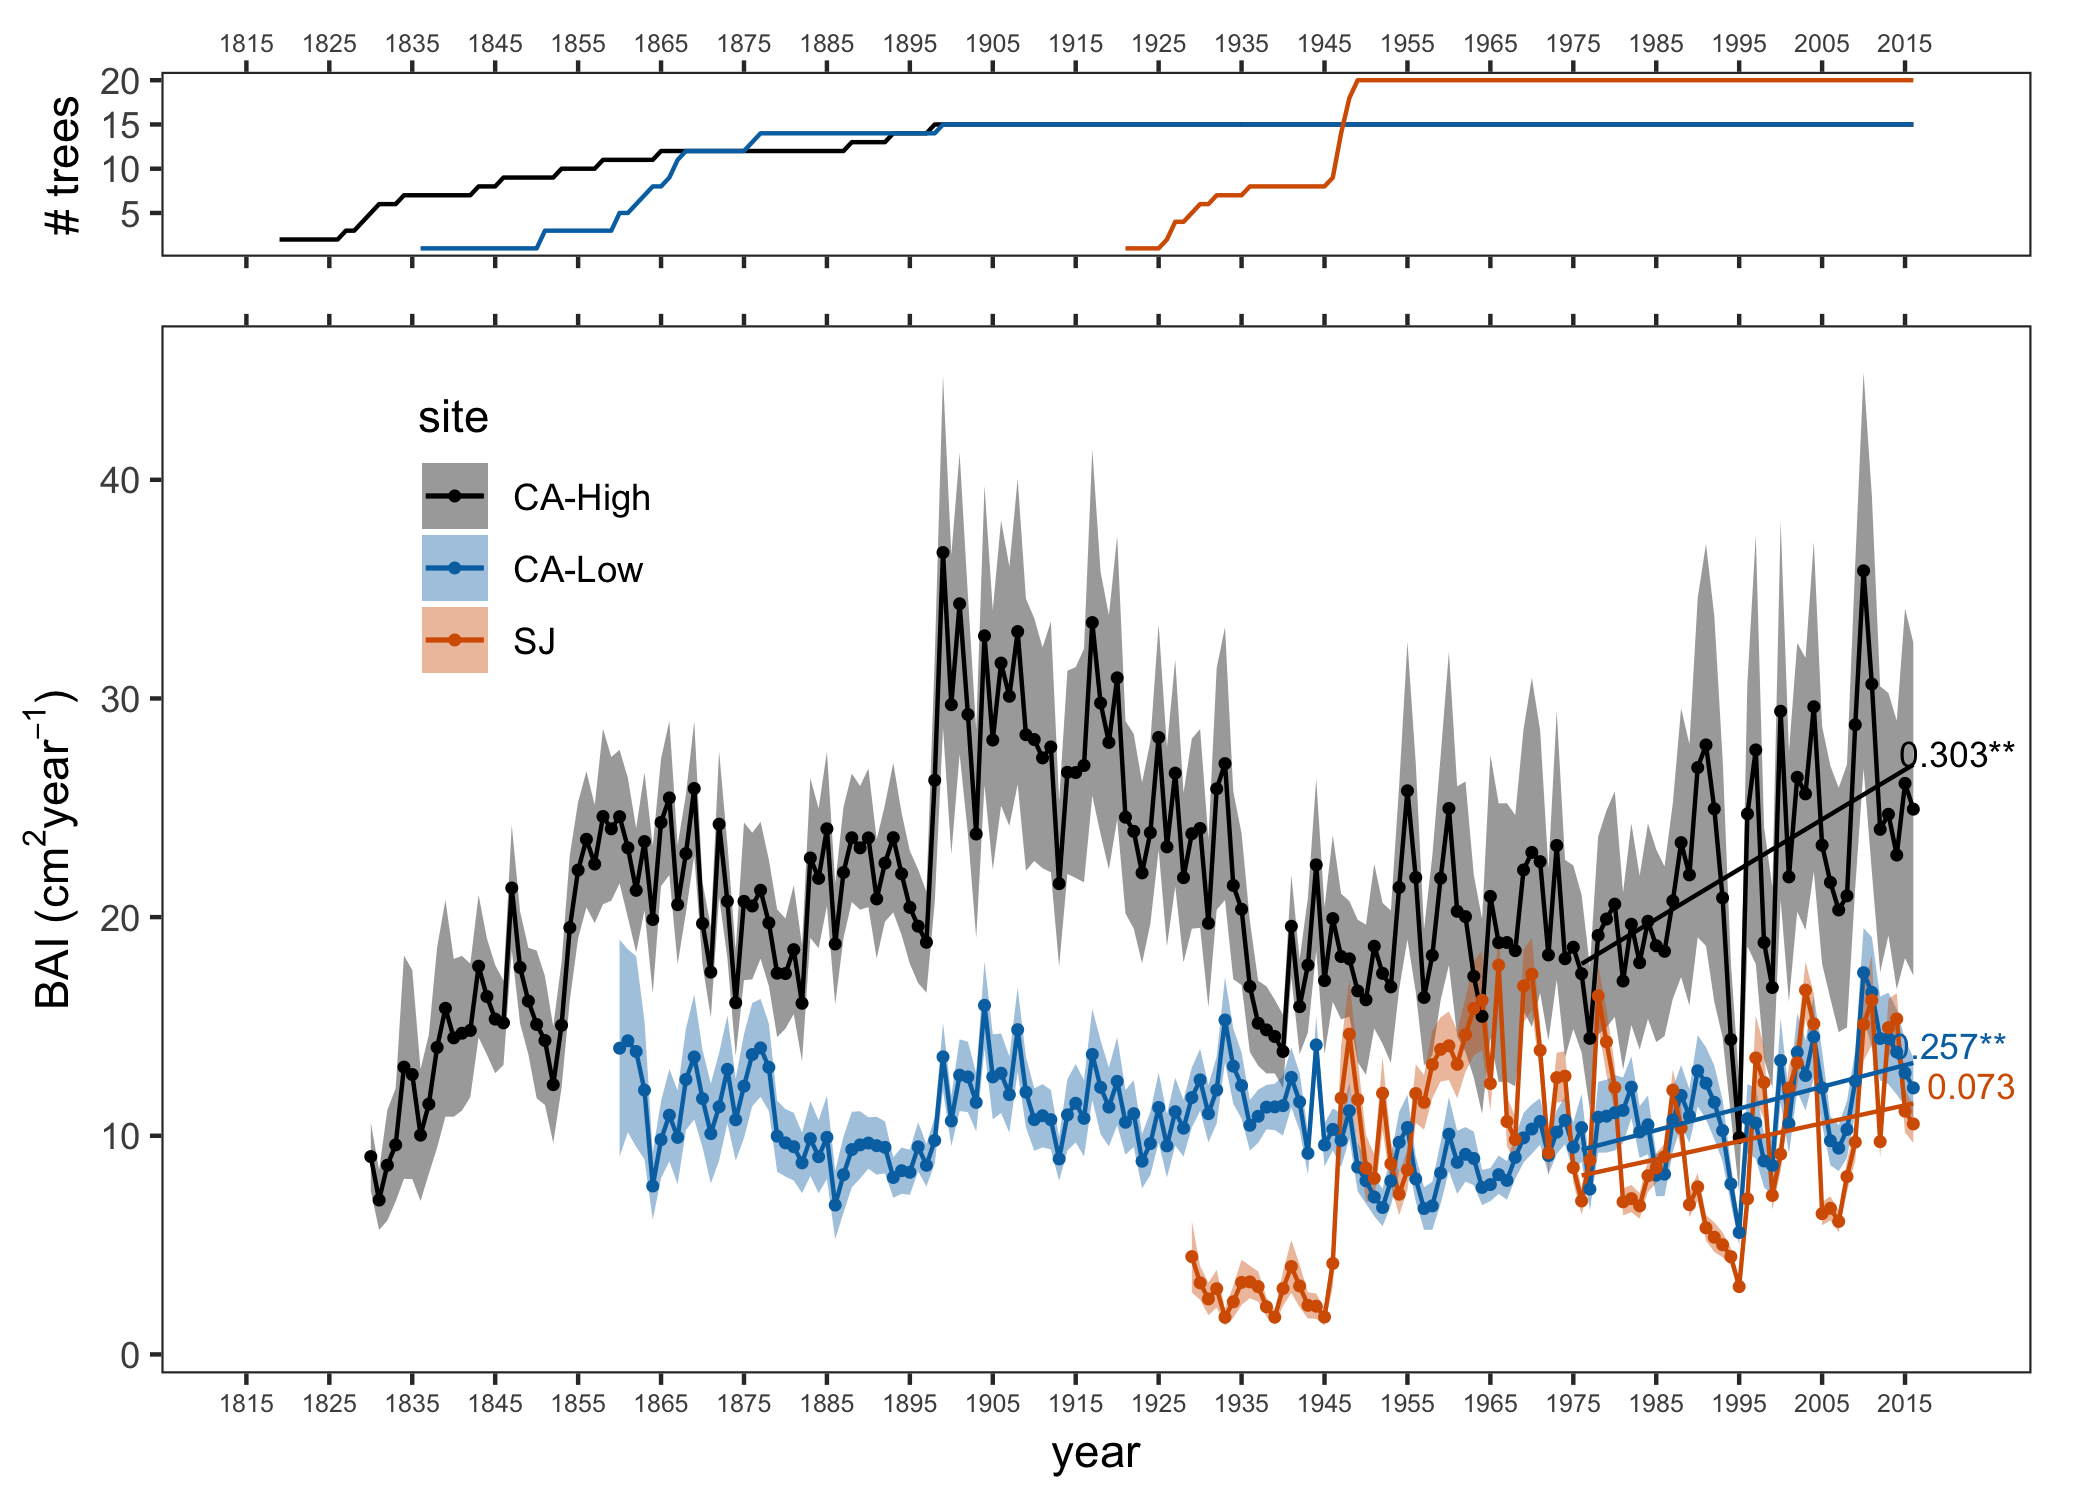 1815 1825 1835 1845 1855 1865 1875 1885 1895 1905 1915 1925 1935 1945 1955 1965 1975 1985 1995 2005 2015
20
15
10
5
# trees
site
CA-High
CA-Low
SJ
40
30
20
10
0
BAI (cm²year⁻¹)
0.303**
0.257**
0.073
1815 1825 1835 1845 1855 1865 1875 1885 1895 1905 1915 1925 1935 1945 1955 1965 1975 1985 1995 2005 2015
year